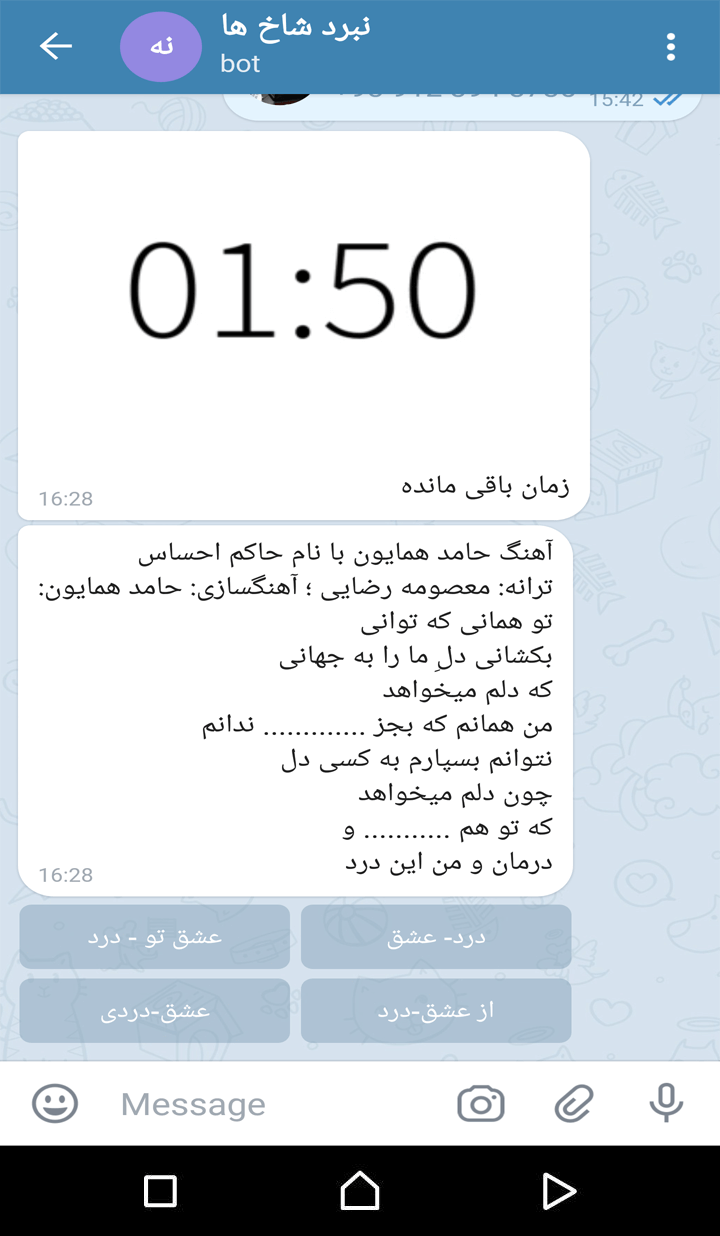 نبرد شاخ ها
نه
bot
15:42
01:50
زمان باقی مانده
16:28
آهنگ حامد همایون با نام حاکم احساس
ترانه: معصومه رضایی ؛ آهنگسازی: حامد همایون:
تو همانی که توانی
بکشانی دلِ ما را به جهانی
که دلم میخواهد
من همانم که بجز ............. ندانم
نتوانم بسپارم به کسی دل
چون دلم میخواهد
که تو هم ........... و
درمان و من این درد
16:28
درد- عشق
عشق تو - درد
از عشق-درد
عشق-دردی
Message